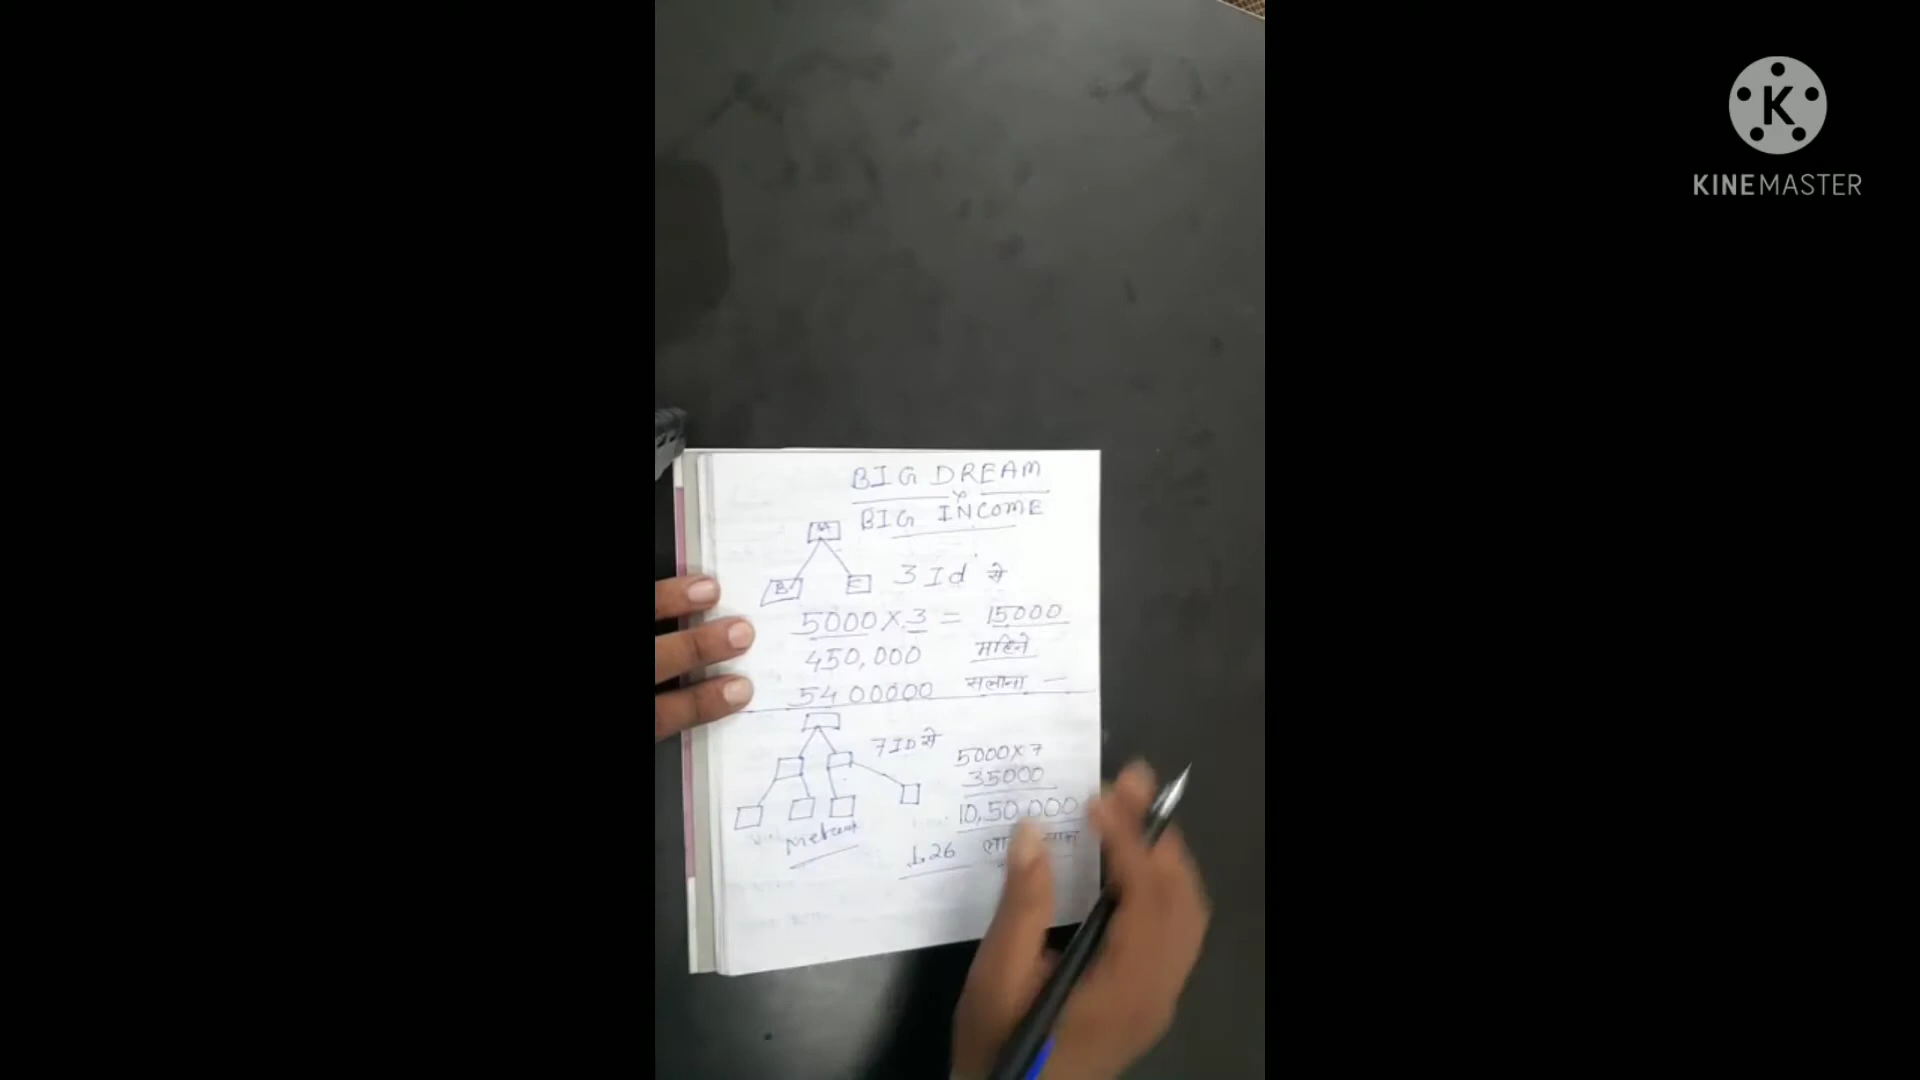 BIG DREAM
BIG INCOME
3 Id से
5000 X 3 = 15000
450,000 महिने
5400000 सलाना —
7 ID से
5000 X 7
35000
10,50,000
1.26
K
KINEMASTER